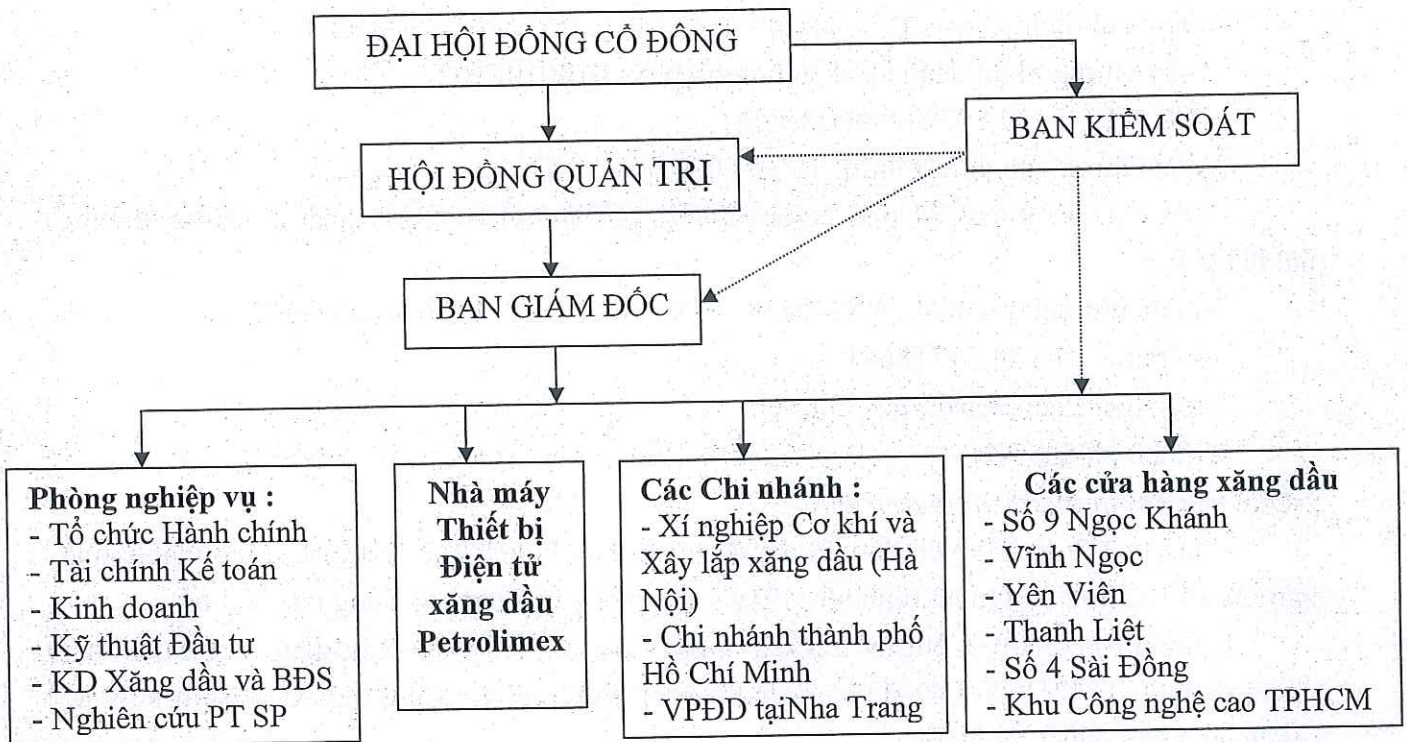 ĐẠI HỘI ĐỒNG CỔ ĐÔNG
BAN KIỂM SOÁT
HỘI ĐỒNG QUẢN TRỊ
BAN GIÁM ĐỐC
Phòng nghiệp vụ :
- Tổ chức Hành chính
- Tài chính Kế toán
- Kinh doanh
- Kỹ thuật Đầu tư
- KD Xăng dầu và BĐS
- Nghiên cứu PT SP
Nhà máy
Thiết bị
Điện tử
xăng dầu
Petrolimex
Các Chi nhánh :
- Xí nghiệp Cơ khí và
Xây lắp xăng dầu (Hà
Nội)
- Chi nhánh thành phố
Hồ Chí Minh
- VPĐD tạiNha Trang
Các cửa hàng xăng dầu
- Số 9 Ngọc Khánh
- Vĩnh Ngọc
- Yên Viên
- Thanh Liệt
- Số 4 Sài Đồng
- Khu Công nghệ cao TPHCM